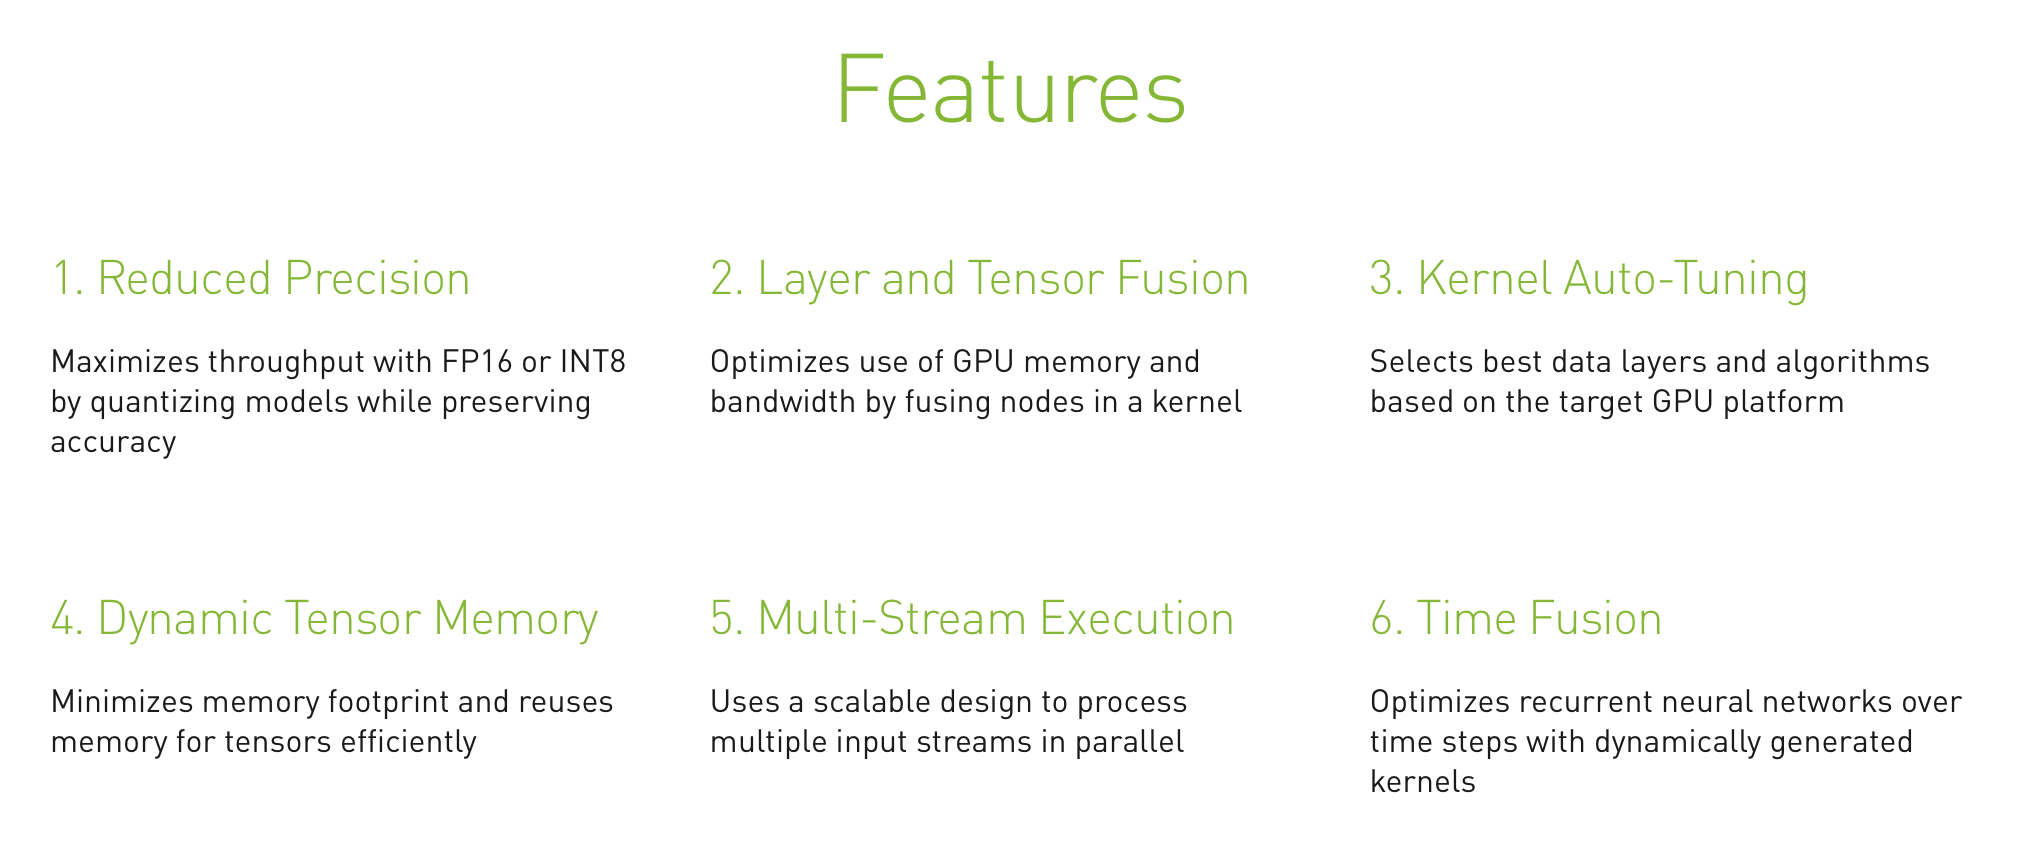 Features
1. Reduced Precision
Maximizes throughput with FP16 or INT8
by quantizing models while preserving
accuracy
2. Layer and Tensor Fusion
Optimizes use of GPU memory and
bandwidth by fusing nodes in a kernel
3. Kernel Auto-Tuning
Selects best data layers and algorithms
based on the target GPU platform
4. Dynamic Tensor Memory
Minimizes memory footprint and reuses
memory for tensors efficiently
5. Multi-Stream Execution
Uses a scalable design to process
multiple input streams in parallel
6. Time Fusion
Optimizes recurrent neural networks over
time steps with dynamically generated
kernels